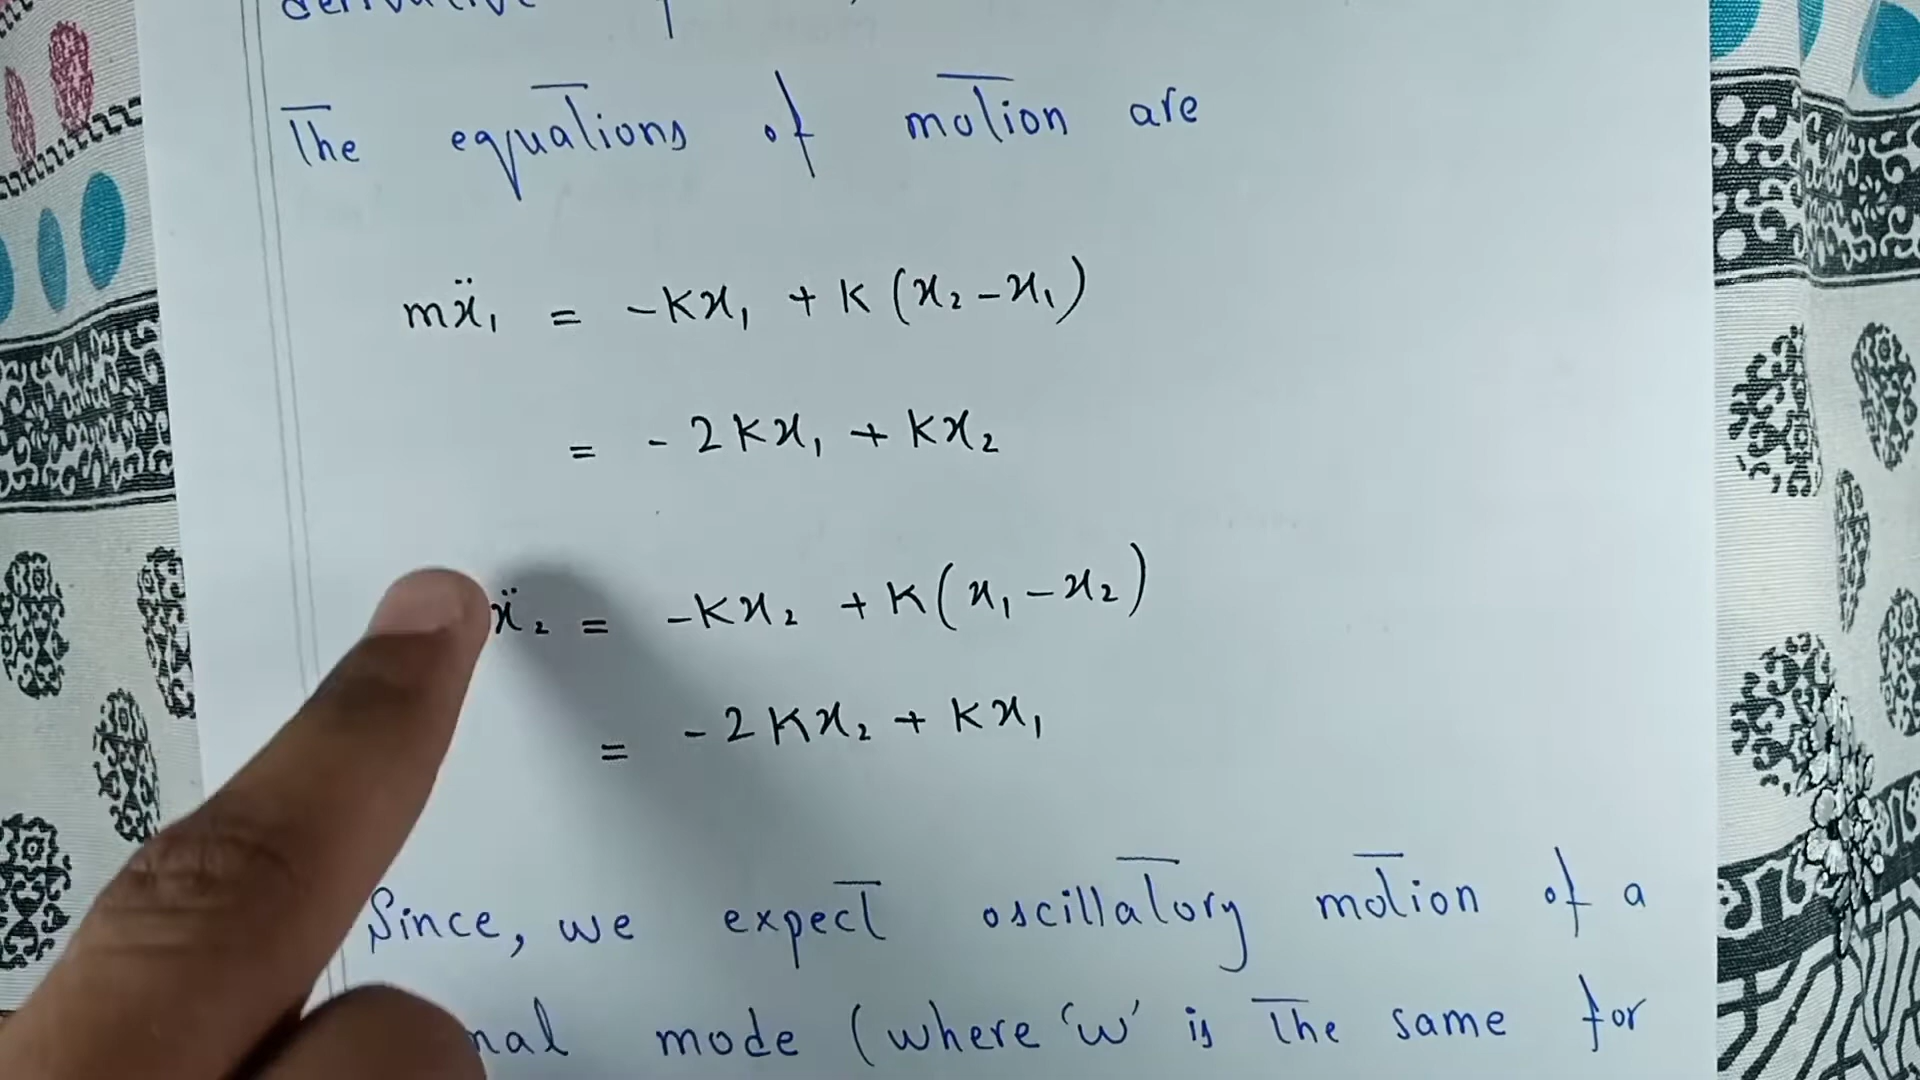 The equations of motion are
mẍ₁ = -kx₁ + k(x₂-x₁)
= -2kx₁ + kx₂
ẍ₂ = -kx₂ + k(x₁-x₂)
= -2kx₂ + kx₁
Since, we expect oscillatory motion of a
mode (where 'w' is the same for